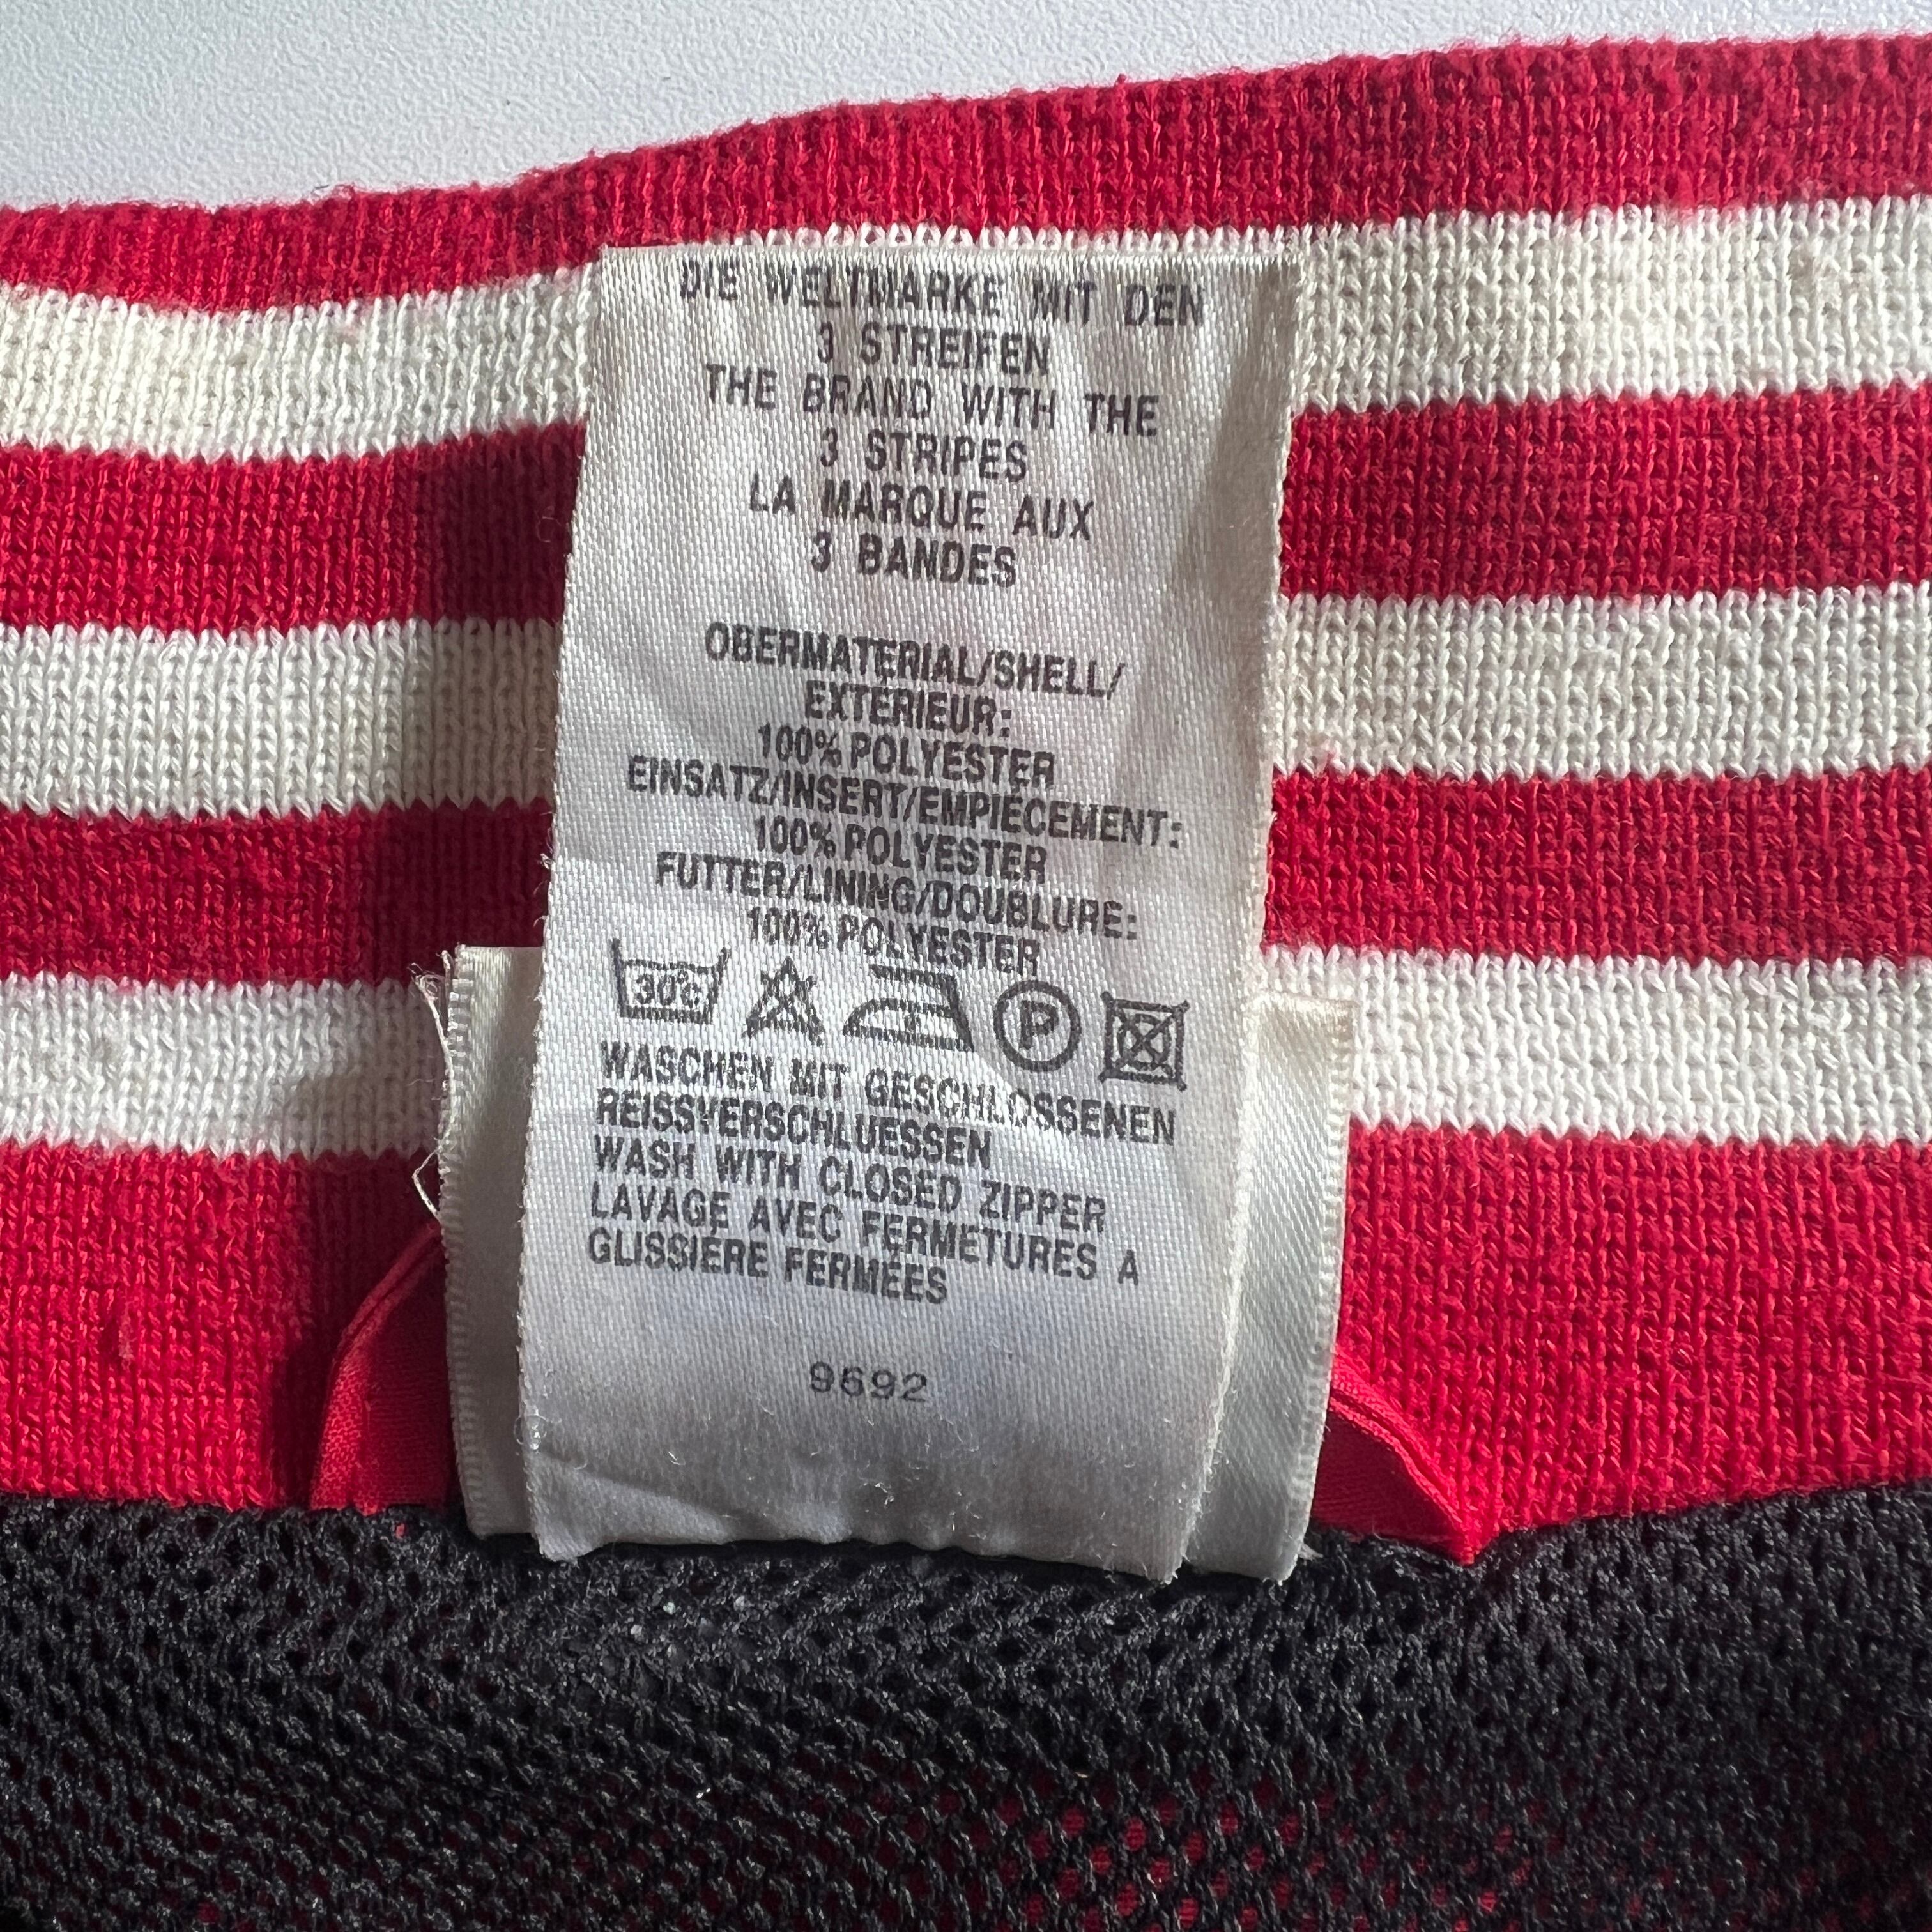 DIE WELTMARKE MIT DEN
3 STREIFEN
THE BRAND WITH THE
3 STRIPES
LA MARQUE AUX
3 BANDES
OBERMATERIAL/SHELL/
EXTERIEUR:
100% POLYESTER
EINSATZ/INSERT/EMPIÈCEMENT:
100% POLYESTER
FUTTER/LINING/DOUBLURE:
100% POLYESTER
30°C P
WASCHEN MIT GESCHLOSSENEN
REISSVERSCHLUESSEN
WASH WITH CLOSED ZIPPER
LAVAGE AVEC FERMETURES A
GLISSIERE FERMÉES
9692